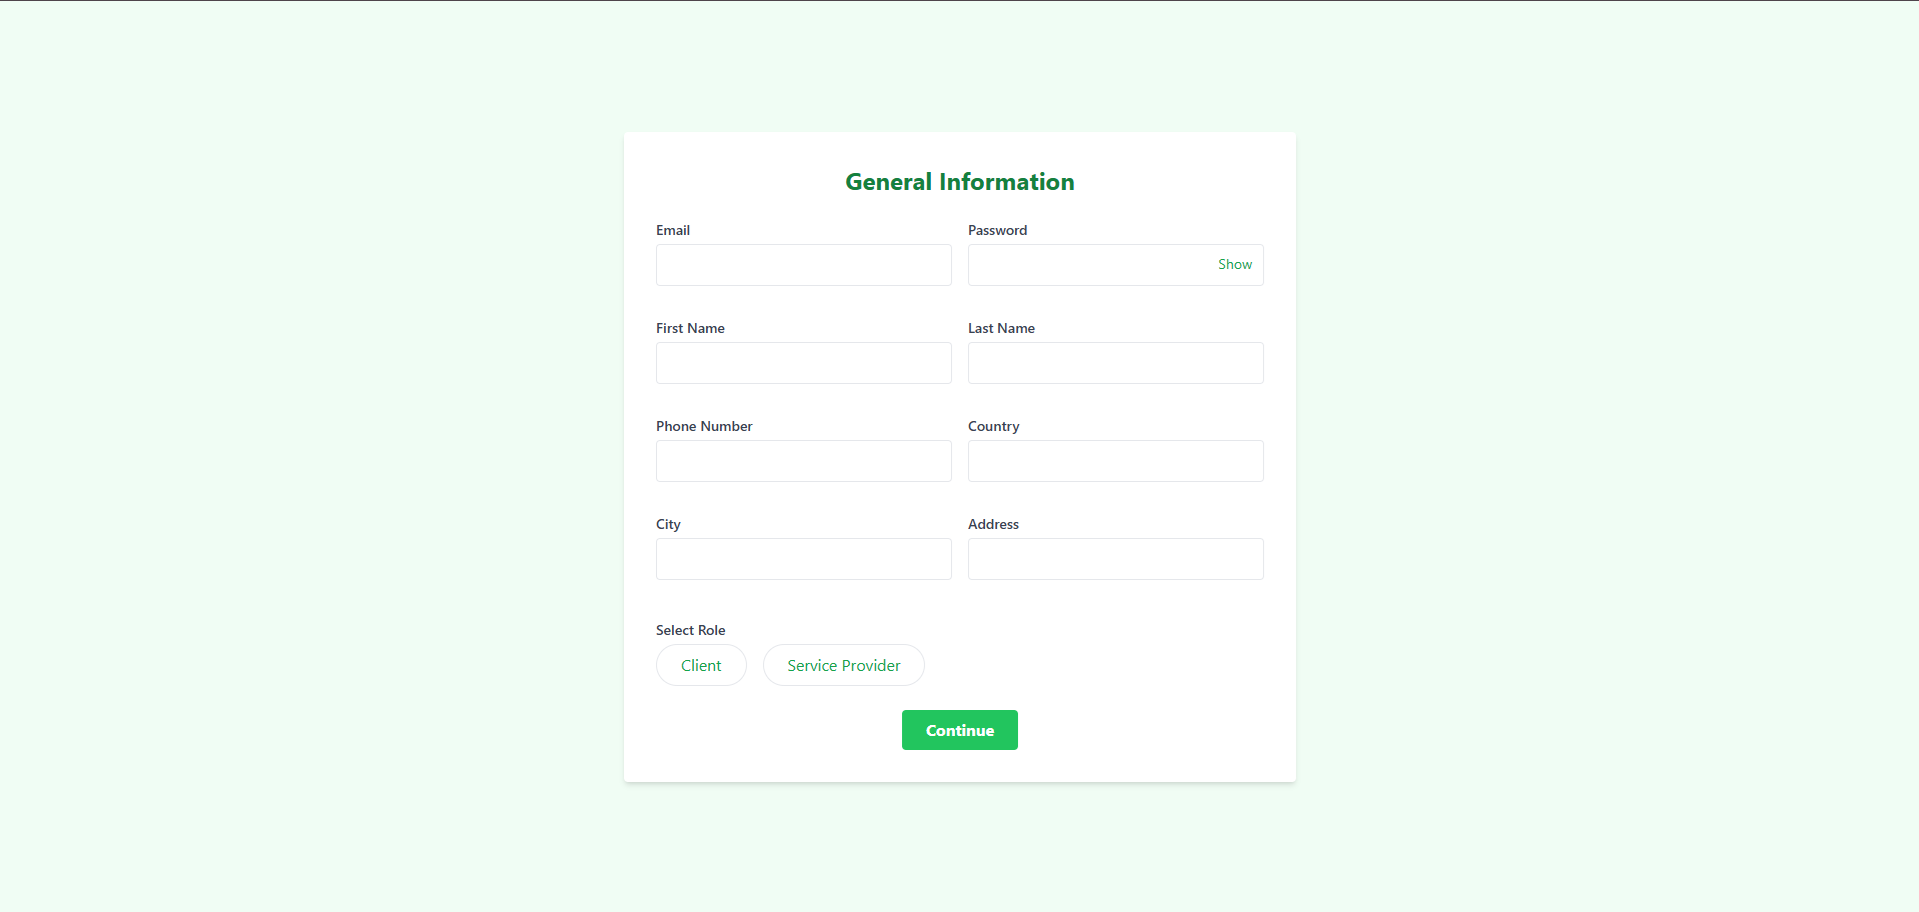 General Information
Email Password
Show
First Name Last Name
Phone Number Country
City Address
Select Role
Client Service Provider
Continue